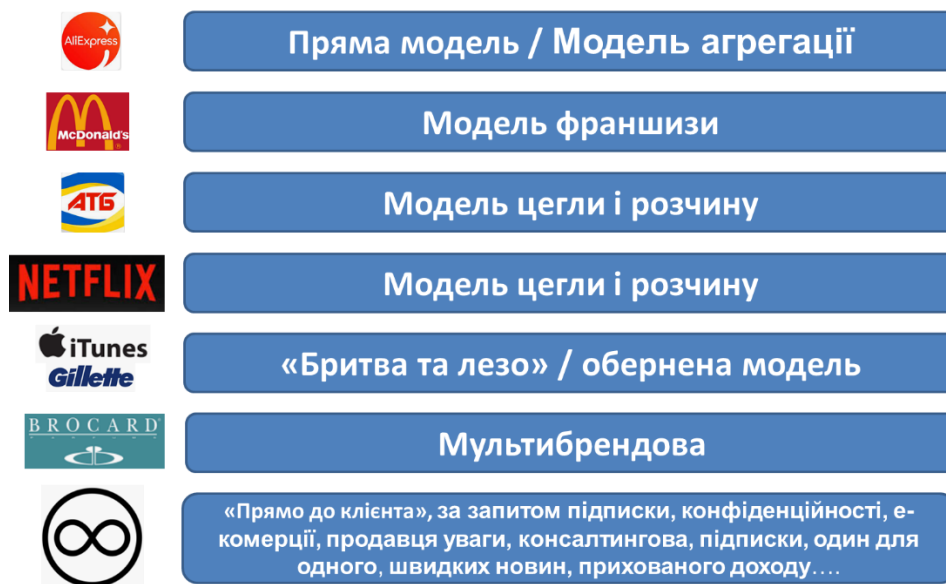 AliExpress
Пряма модель / Модель агрегації
McDonald's
Модель франшизи
АТБ
Модель цегли і розчину
NETFLIX
Модель цегли і розчину
iTunes
Gillette
«Бритва та лезо» / обернена модель
BROCARD
Мультибрендова
«Прямо до клієнта», за запитом підписки, конфіденційності, е-
комерції, продавця уваги, консалтингова, підписки, один для
одного, швидких новин, прихованого доходу….